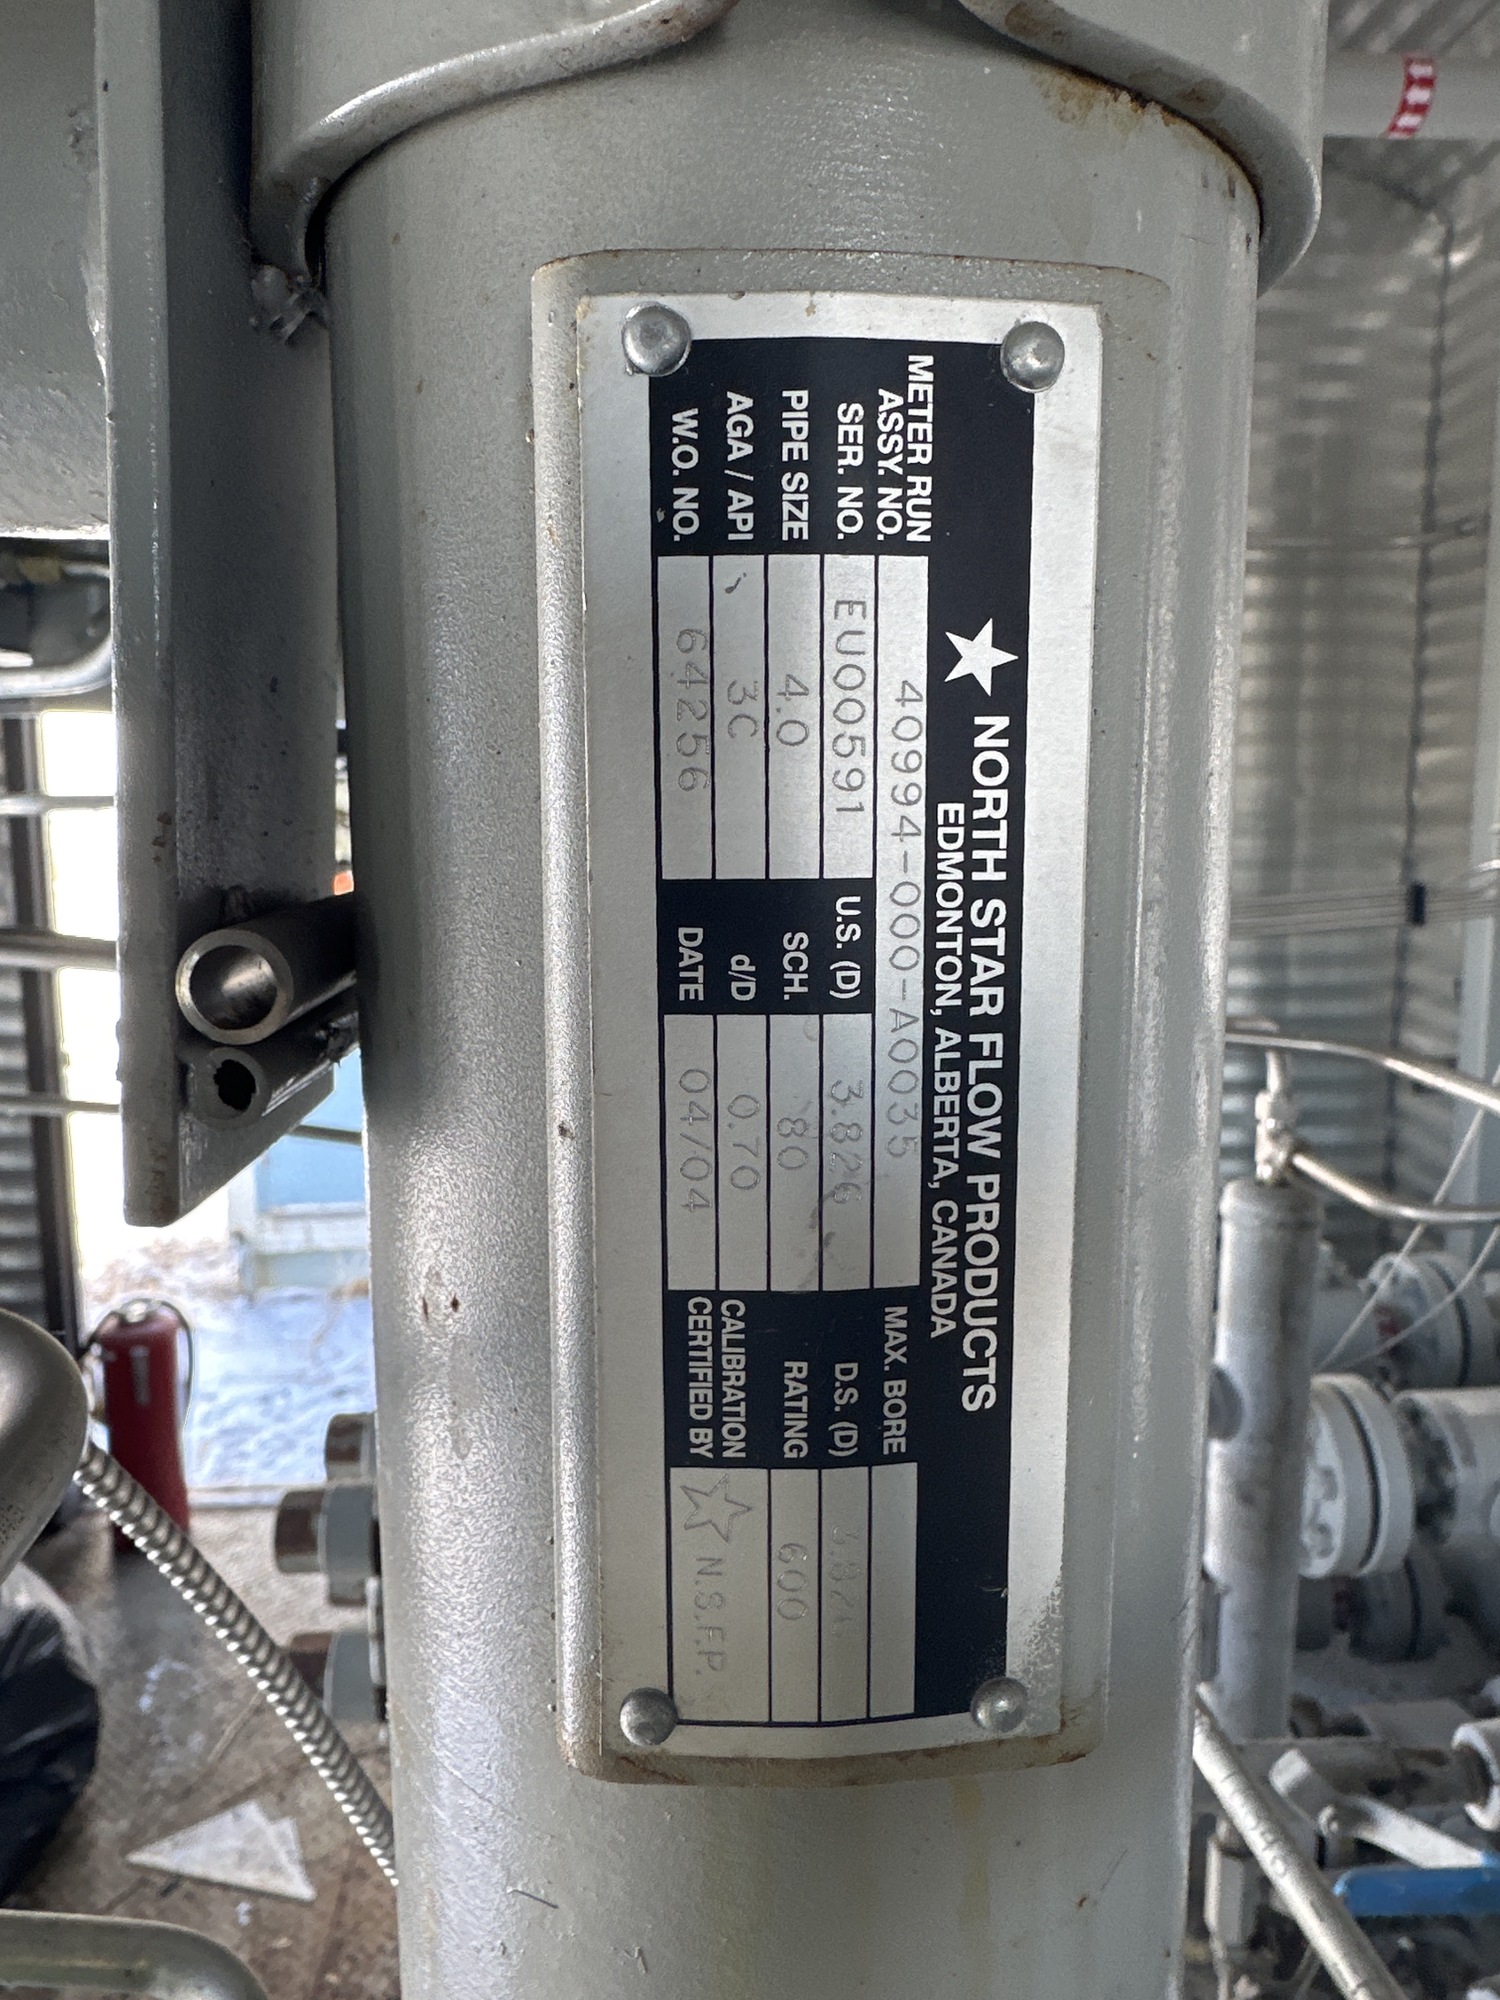 NORTH STAR FLOW PRODUCTS
EDMONTON, ALBERTA, CANADA
METER RUN
ASSY. NO. 40994-000-A0035 MAX. BORE
SER. NO. EU00591 U.S. (D) 3.826 D.S. (D) 3.826
PIPE SIZE 4.0 SCH. 80 RATING 600
AGA / API 3C d/D 0.70 CALIBRATION
W.O. NO. 64256 DATE 04/04 CERTIFIED BY N.S.F.P.